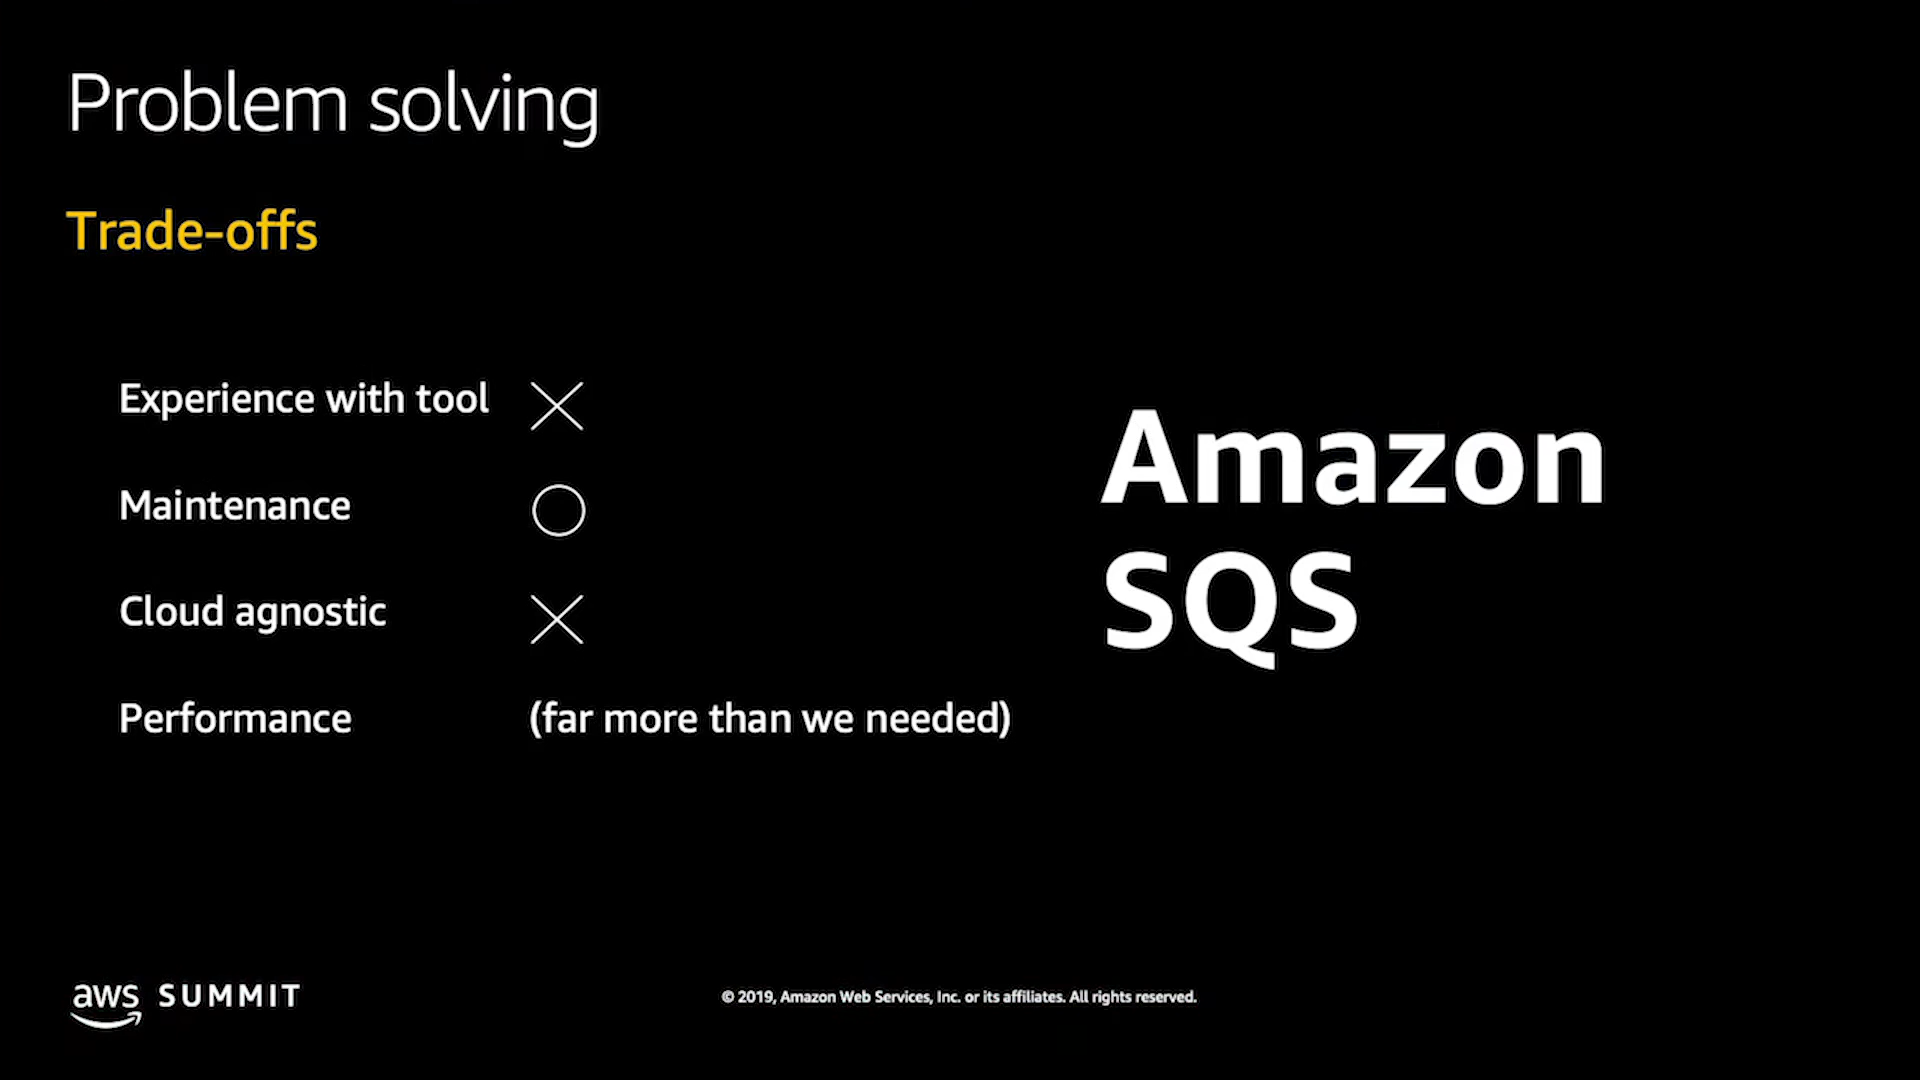 Problem solving
Trade-offs
Experience with tool
Maintenance
Cloud agnostic
Performance (far more than we needed)
Amazon
SQS
aws SUMMIT
© 2019, Amazon Web Services, Inc. or its affiliates. All rights reserved.